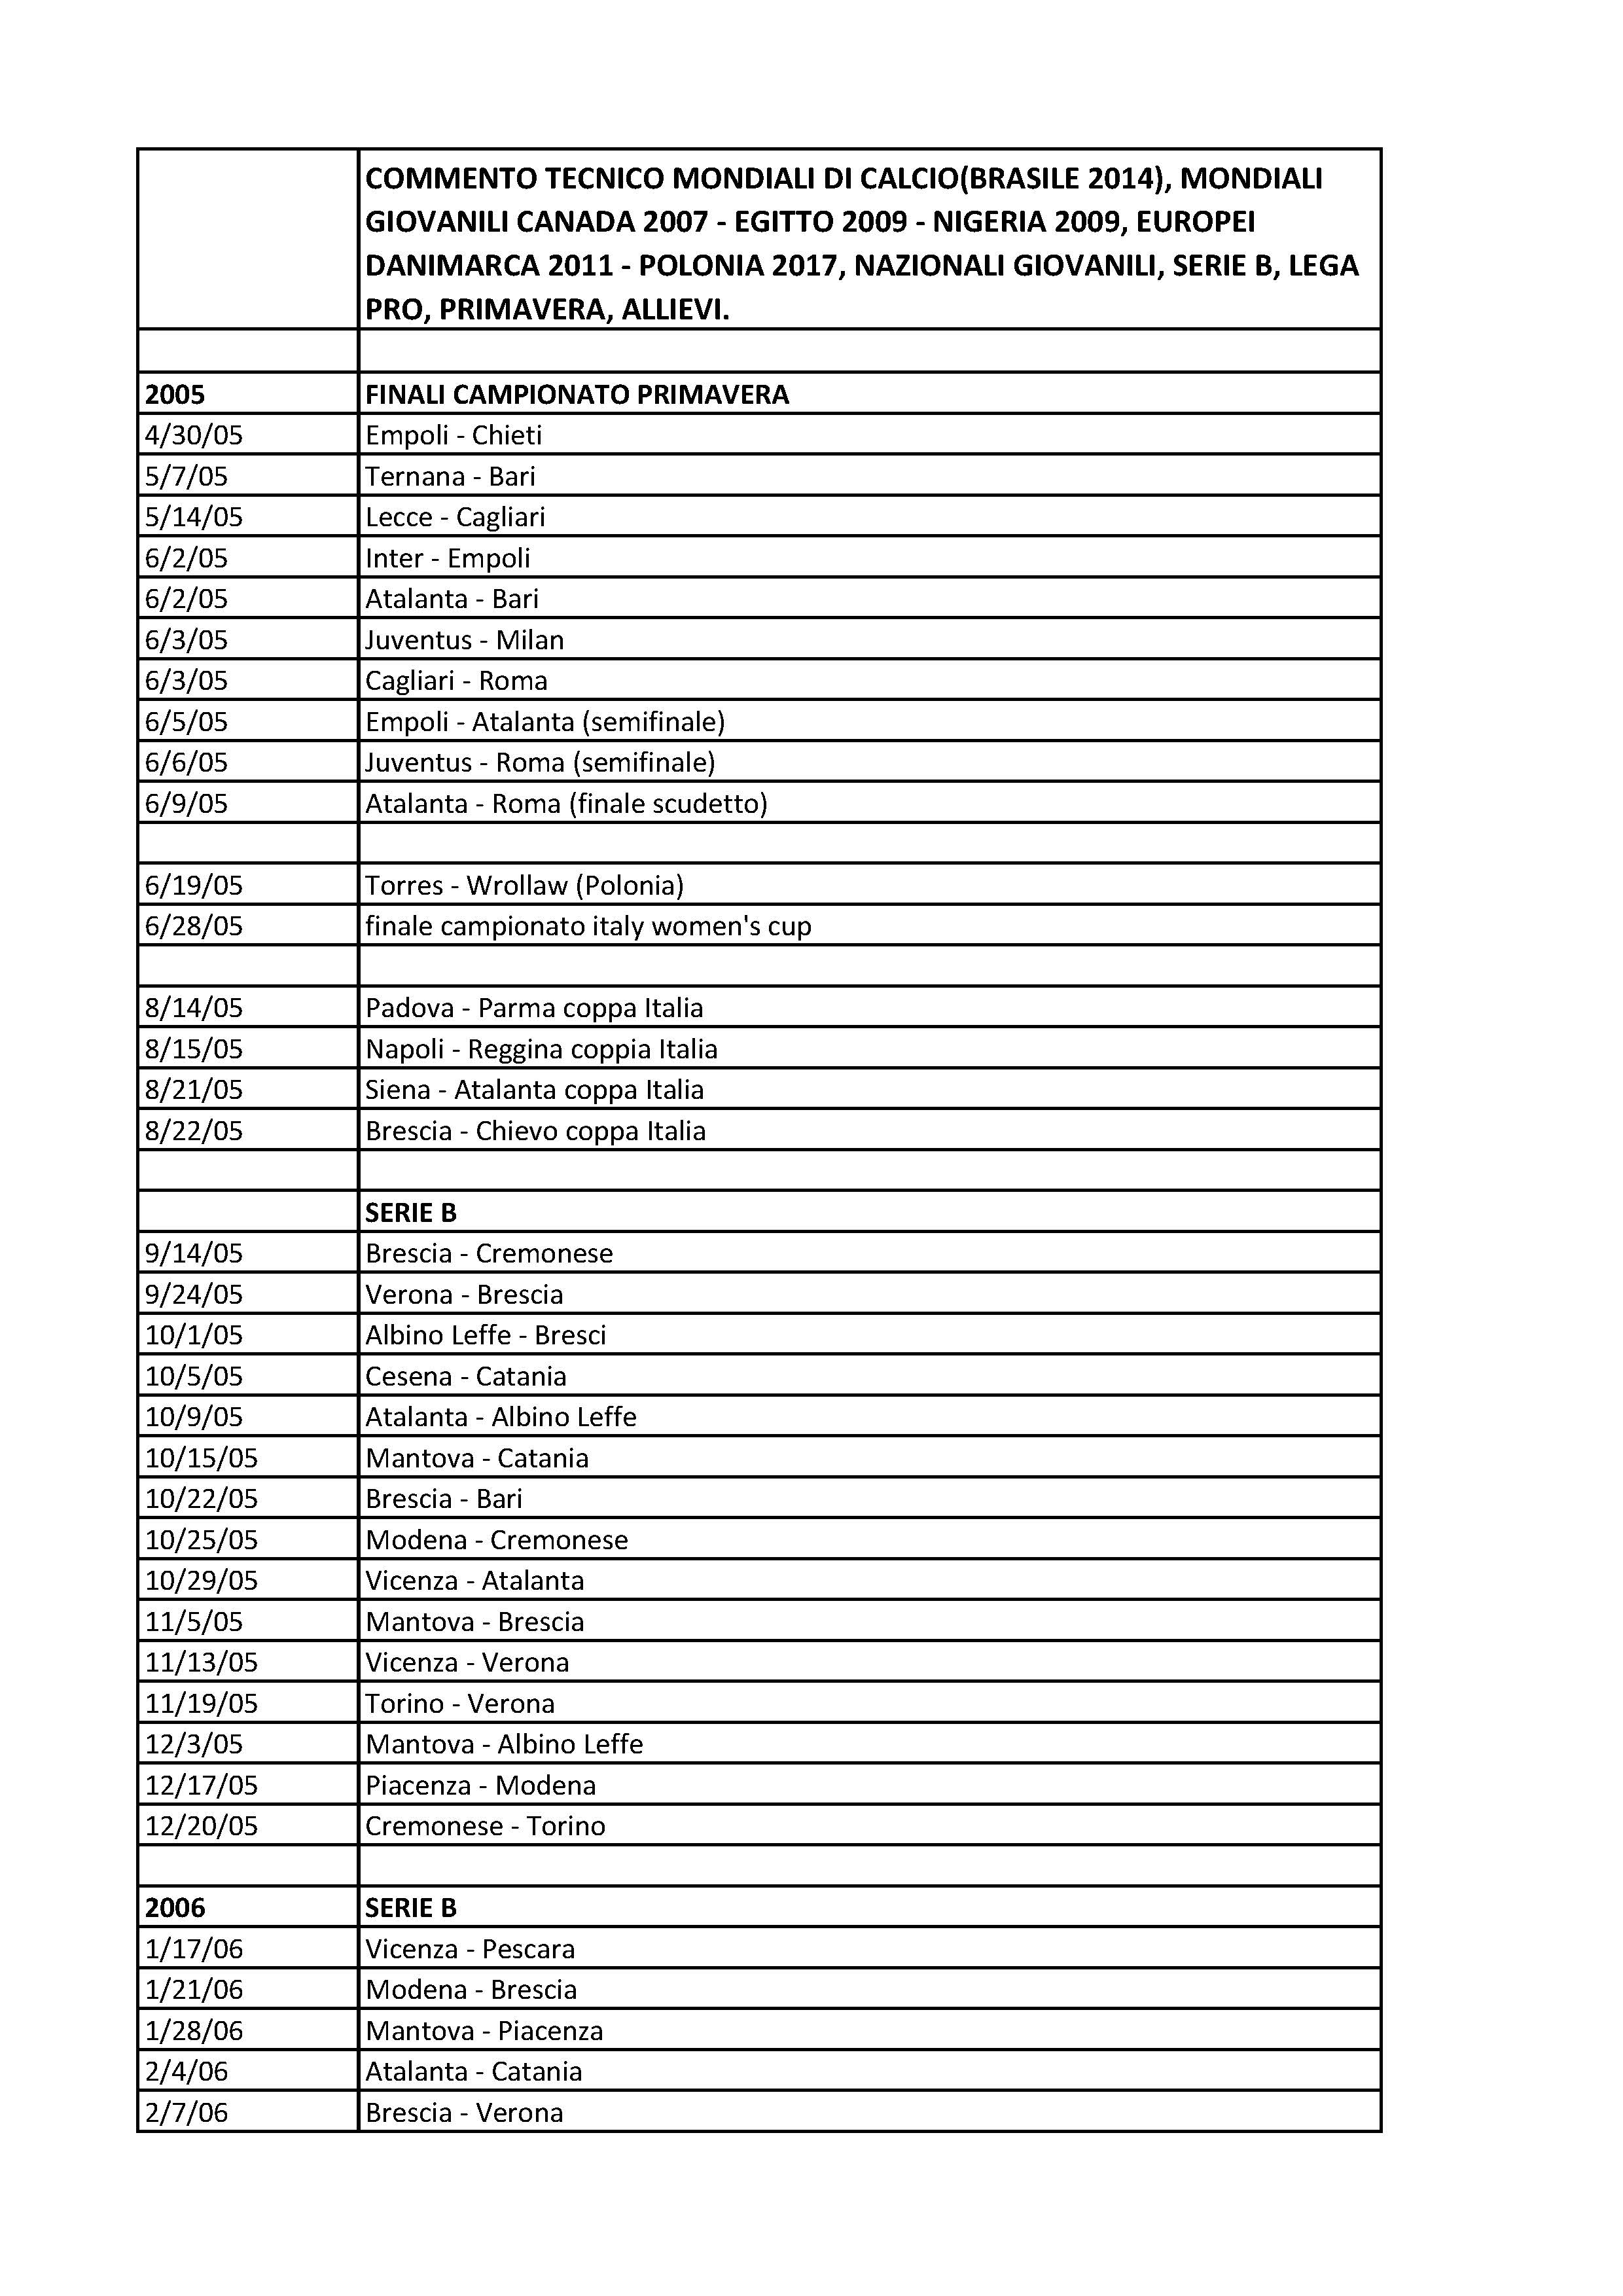 COMMENTO TECNICO MONDIALI DI CALCIO(BRASILE 2014), MONDIALI
GIOVANILI CANADA 2007 - EGITTO 2009 - NIGERIA 2009, EUROPEI
DANIMARCA 2011 - POLONIA 2017, NAZIONALI GIOVANILI, SERIE B, LEGA
PRO, PRIMAVERA, ALLIEVI.
2005 FINALI CAMPIONATO PRIMAVERA
4/30/05 Empoli - Chieti
5/7/05 Ternana - Bari
5/14/05 Lecce - Cagliari
6/2/05 Inter - Empoli
6/2/05 Atalanta - Bari
6/3/05 Juventus - Milan
6/3/05 Cagliari - Roma
6/5/05 Empoli - Atalanta (semifinale)
6/6/05 Juventus - Roma (semifinale)
6/9/05 Atalanta - Roma (finale scudetto)
6/19/05 Torres - Wrollaw (Polonia)
6/28/05 finale campionato italy women's cup
8/14/05 Padova - Parma coppa Italia
8/15/05 Napoli - Reggina coppia Italia
8/21/05 Siena - Atalanta coppa Italia
8/22/05 Brescia - Chievo coppa Italia
SERIE B
9/14/05 Brescia - Cremonese
9/24/05 Verona - Brescia
10/1/05 Albino Leffe - Bresci
10/5/05 Cesena - Catania
10/9/05 Atalanta - Albino Leffe
10/15/05 Mantova - Catania
10/22/05 Brescia - Bari
10/25/05 Modena - Cremonese
10/29/05 Vicenza - Atalanta
11/5/05 Mantova - Brescia
11/13/05 Vicenza - Verona
11/19/05 Torino - Verona
12/3/05 Mantova - Albino Leffe
12/17/05 Piacenza - Modena
12/20/05 Cremonese - Torino
2006 SERIE B
1/17/06 Vicenza - Pescara
1/21/06 Modena - Brescia
1/28/06 Mantova - Piacenza
2/4/06 Atalanta - Catania
2/7/06 Brescia - Verona